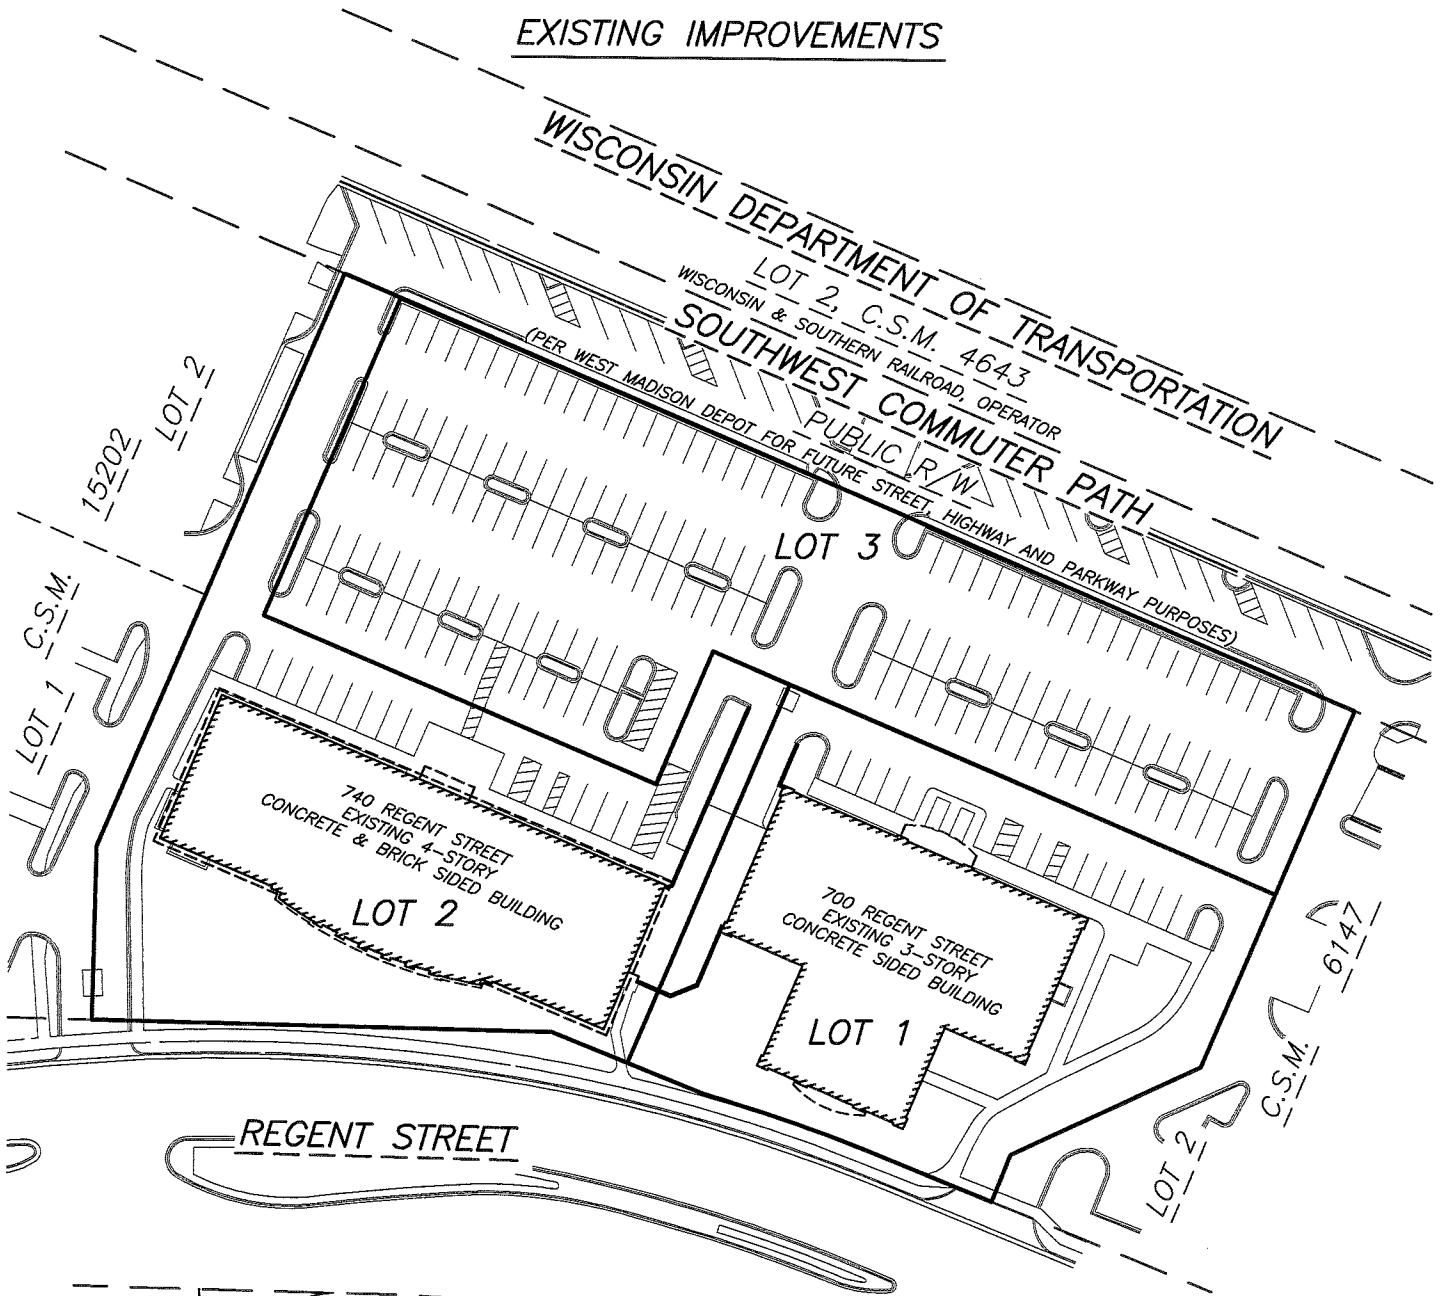 EXISTING IMPROVEMENTS
WISCONSIN DEPARTMENT OF TRANSPORTATION
LOT 2, C.S.M. 4643
WISCONSIN & SOUTHERN RAILROAD, OPERATOR
SOUTHWEST COMMUTER PATH
PUBLIC R/W
(PER WEST MADISON DEPOT FOR FUTURE STREET, HIGHWAY AND PARKWAY PURPOSES)
LOT 2
15202
C.S.M.
LOT 1
LOT 3
740 REGENT STREET
EXISTING 4-STORY
CONCRETE & BRICK SIDED BUILDING
LOT 2
700 REGENT STREET
EXISTING 3-STORY
CONCRETE SIDED BUILDING
LOT 1
6147
C.S.M.
LOT 2
REGENT STREET